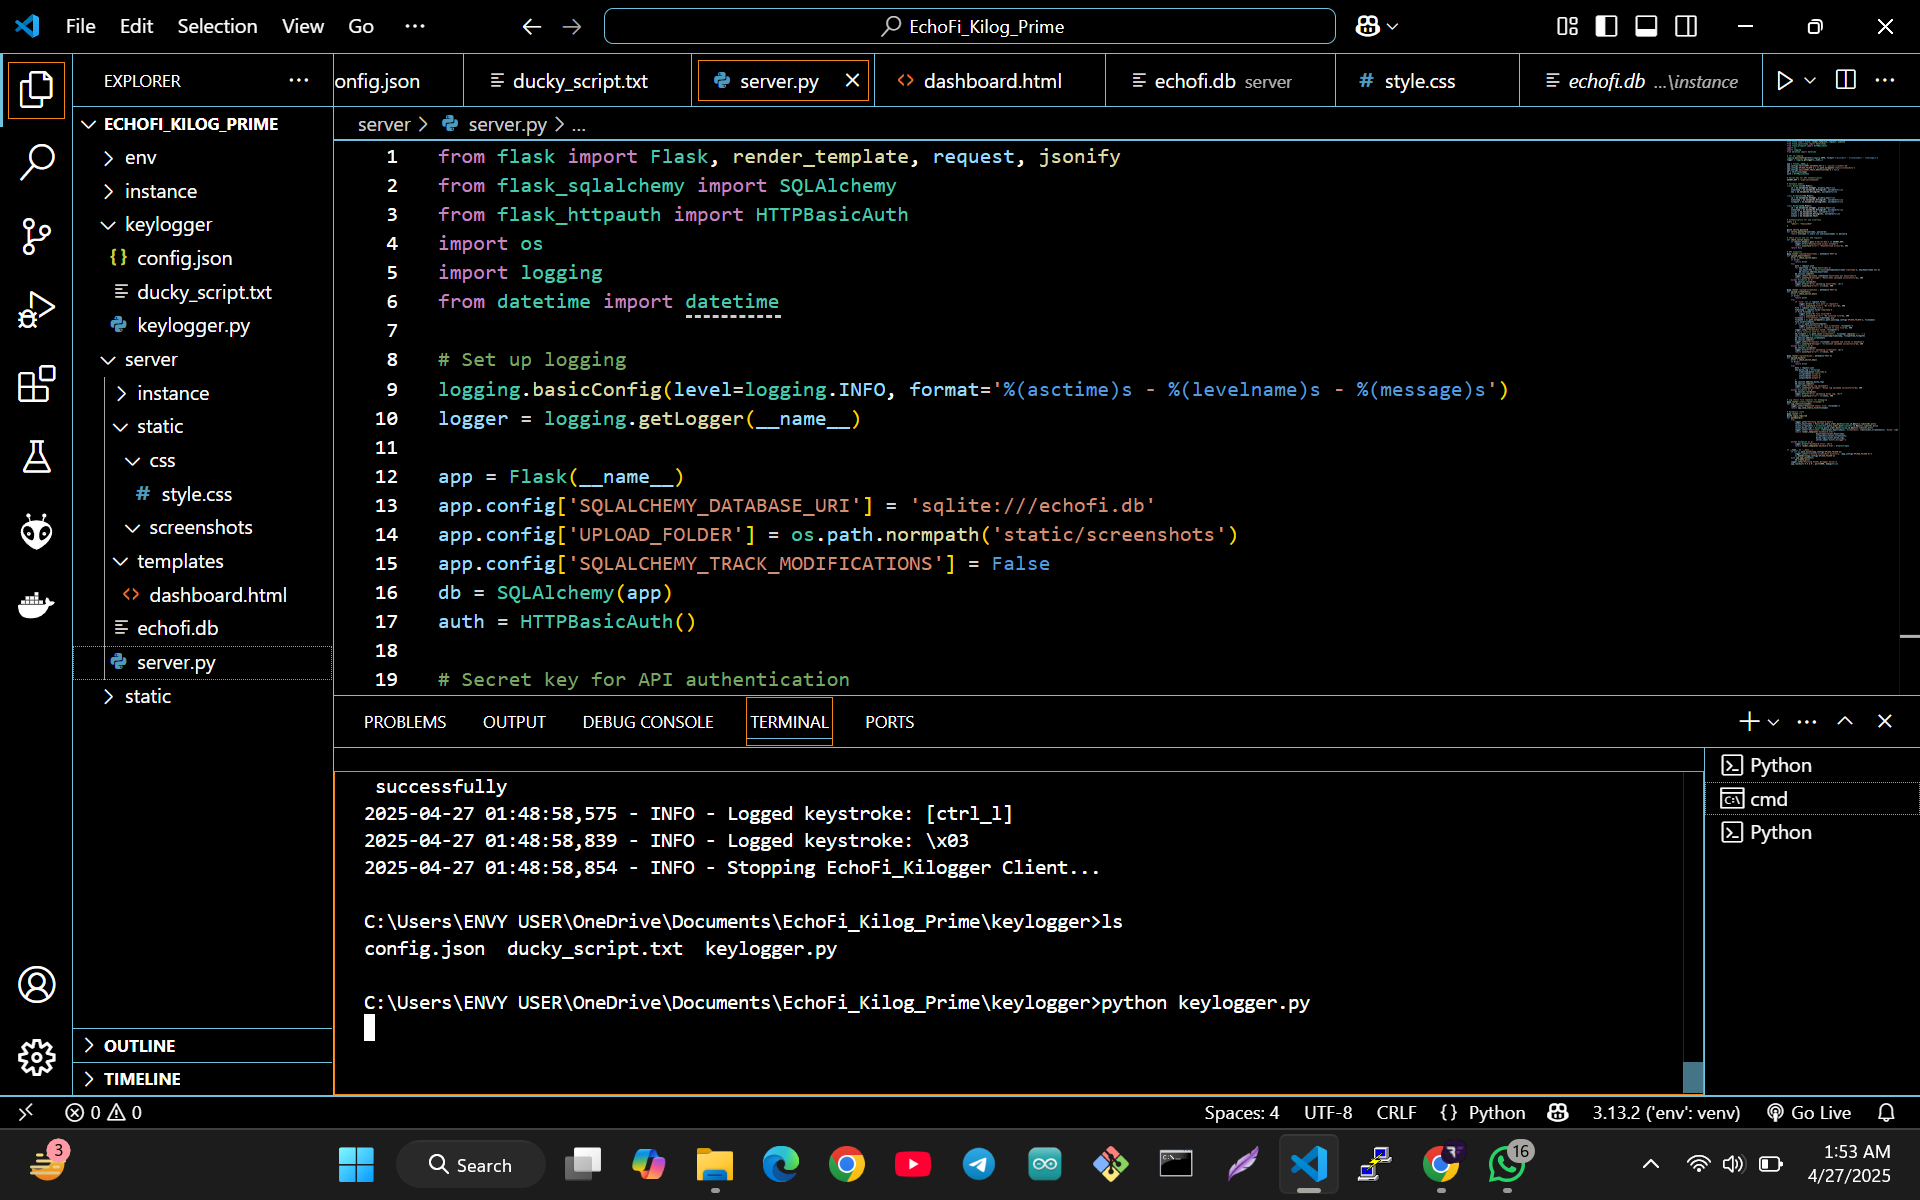 File Edit Selection View Go ...
EchoFi_Kilog_Prime
EXPLORER
onfig.json
ducky_script.txt
server.py
dashboard.html
echofi.db server
style.css
echofi.db ...\instance
ECHOFI_KILOG_PRIME
env
instance
keylogger
{} config.json
ducky_script.txt
keylogger.py
server
instance
static
css
# style.css
screenshots
templates
<> dashboard.html
echofi.db
server.py
static
OUTLINE
TIMELINE
server > server.py > ...
1 from flask import Flask, render_template, request, jsonify
2 from flask_sqlalchemy import SQLAlchemy
3 from flask_httpauth import HTTPBasicAuth
4 import os
5 import logging
6 from datetime import datetime
7
8 # Set up logging
9 logging.basicConfig(level=logging.INFO, format='%(asctime)s - %(levelname)s - %(message)s')
10 logger = logging.getLogger(__name__)
11
12 app = Flask(__name__)
13 app.config['SQLALCHEMY_DATABASE_URI'] = 'sqlite:///echofi.db'
14 app.config['UPLOAD_FOLDER'] = os.path.normpath('static/screenshots')
15 app.config['SQLALCHEMY_TRACK_MODIFICATIONS'] = False
16 db = SQLAlchemy(app)
17 auth = HTTPBasicAuth()
18
19 # Secret key for API authentication
PROBLEMS OUTPUT DEBUG CONSOLE TERMINAL PORTS
successfully
2025-04-27 01:48:58,575 - INFO - Logged keystroke: [ctrl_l]
2025-04-27 01:48:58,839 - INFO - Logged keystroke: \x03
2025-04-27 01:48:58,854 - INFO - Stopping EchoFi_Kilogger Client...
C:\Users\ENVY USER\OneDrive\Documents\EchoFi_Kilog_Prime\keylogger>ls
config.json ducky_script.txt keylogger.py
C:\Users\ENVY USER\OneDrive\Documents\EchoFi_Kilog_Prime\keylogger>python keylogger.py
Python
cmd
Python
0 0
Spaces: 4 UTF-8 CRLF {} Python 3.13.2 ('env': venv) Go Live
3
Search
16
1:53 AM
4/27/2025